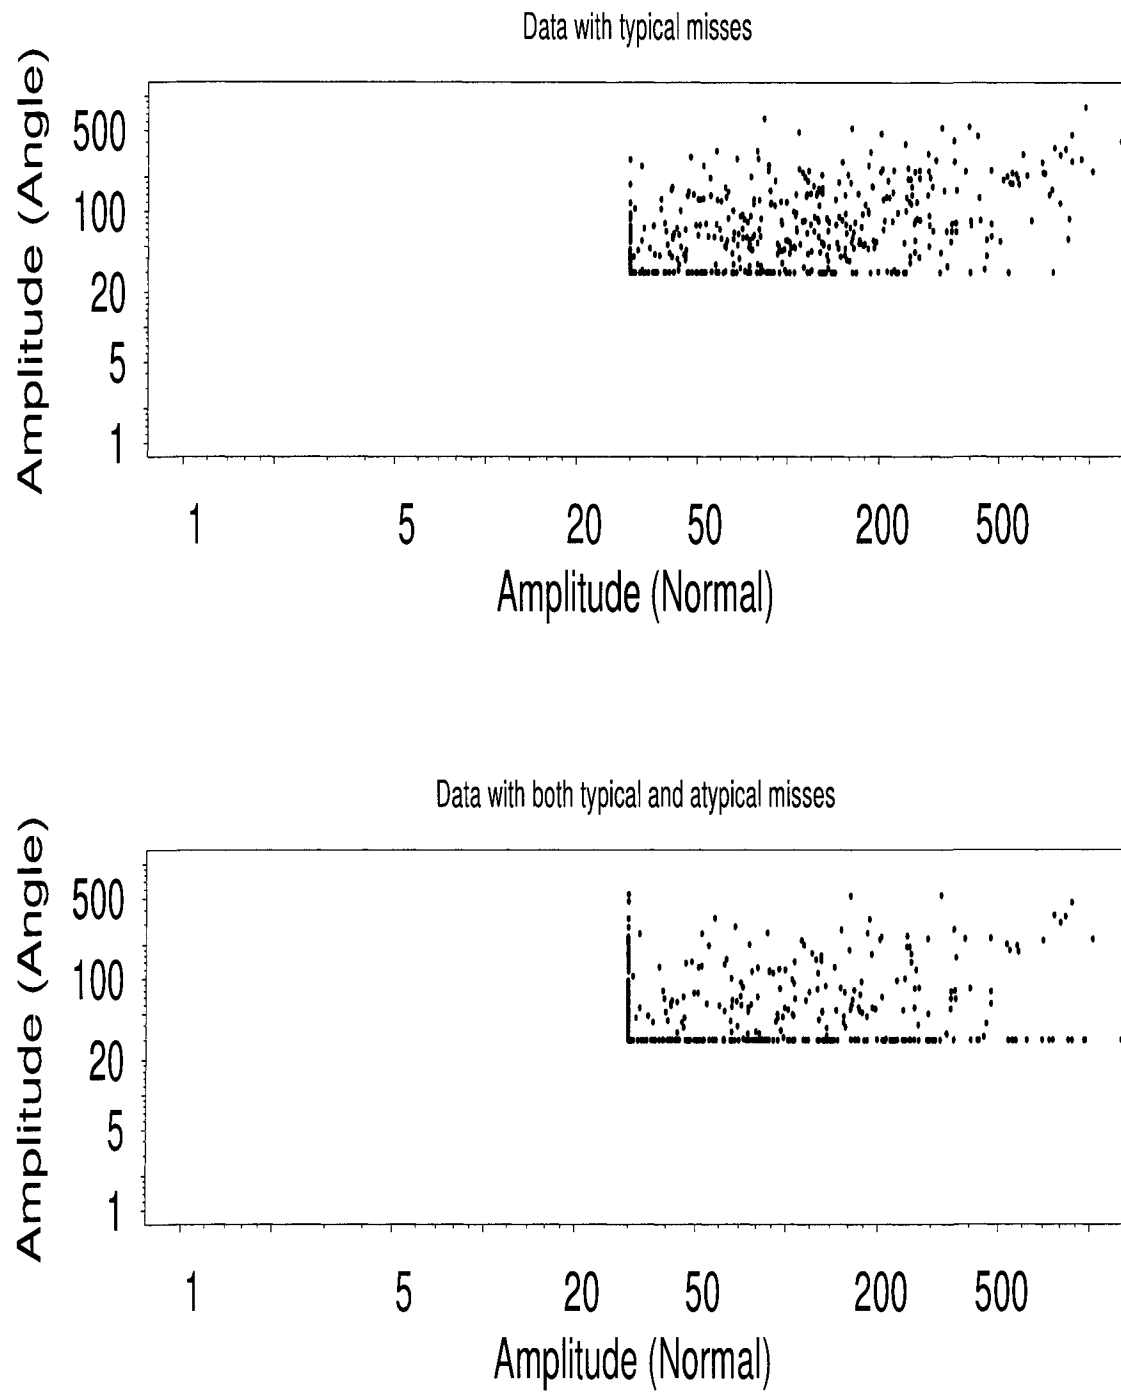 Data with typical misses
Amplitude (Angle)
500
100
20
5
1
1 5 20 50 200 500
Amplitude (Normal)
Data with both typical and atypical misses
Amplitude (Angle)
500
100
20
5
1
1 5 20 50 200 500
Amplitude (Normal)